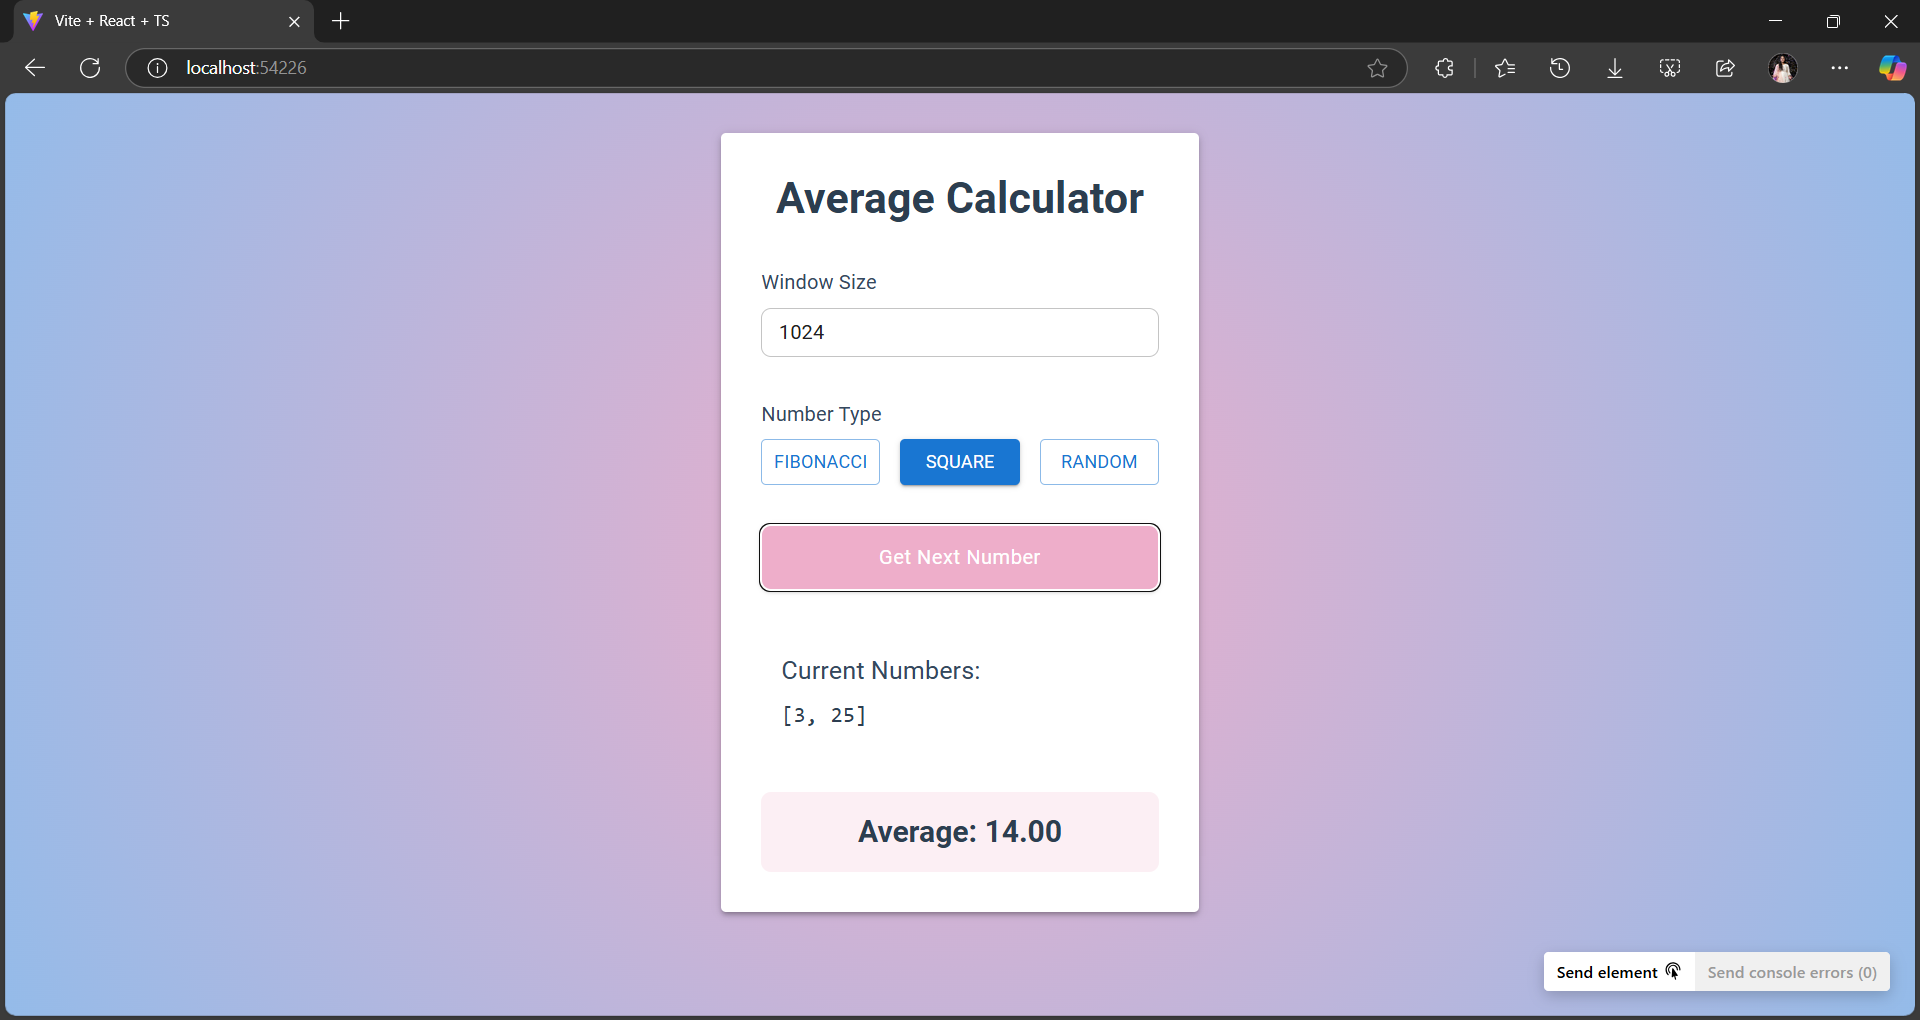 Vite + React + TS
localhost:54226
Average Calculator
Window Size
1024
Number Type
FIBONACCI SQUARE RANDOM
Get Next Number
Current Numbers:
[3, 25]
Average: 14.00
Send element Send console errors (0)